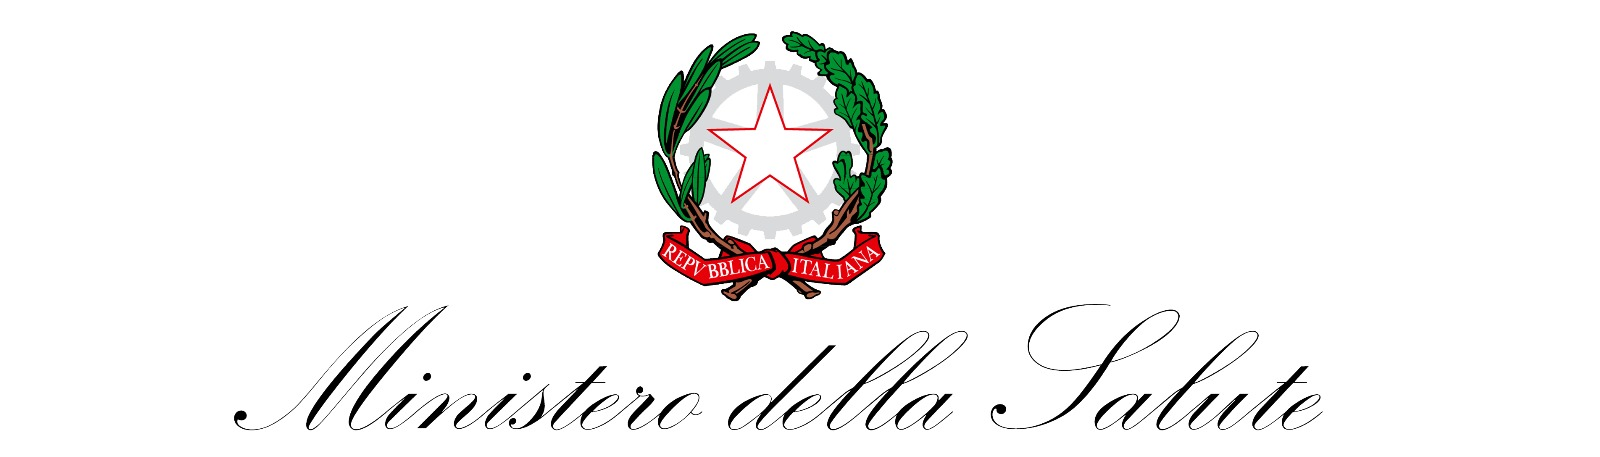 REPVBBLICA ITALIANA
Ministero della Salute